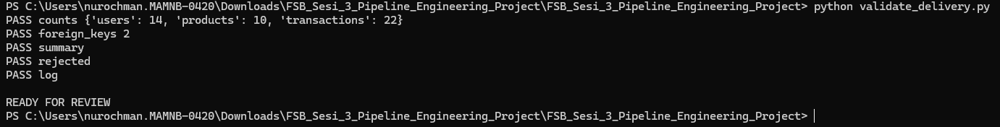 PS C:\Users\nurochman.MAMNB-0420\Downloads\FSB_Sesi_3_Pipeline_Engineering_Project\FSB_Sesi_3_Pipeline_Engineering_Project> python validate_delivery.py
PASS counts {'users': 14, 'products': 10, 'transactions': 22}
PASS foreign_keys 2
PASS summary
PASS rejected
PASS log
READY FOR REVIEW
PS C:\Users\nurochman.MAMNB-0420\Downloads\FSB_Sesi_3_Pipeline_Engineering_Project\FSB_Sesi_3_Pipeline_Engineering_Project>